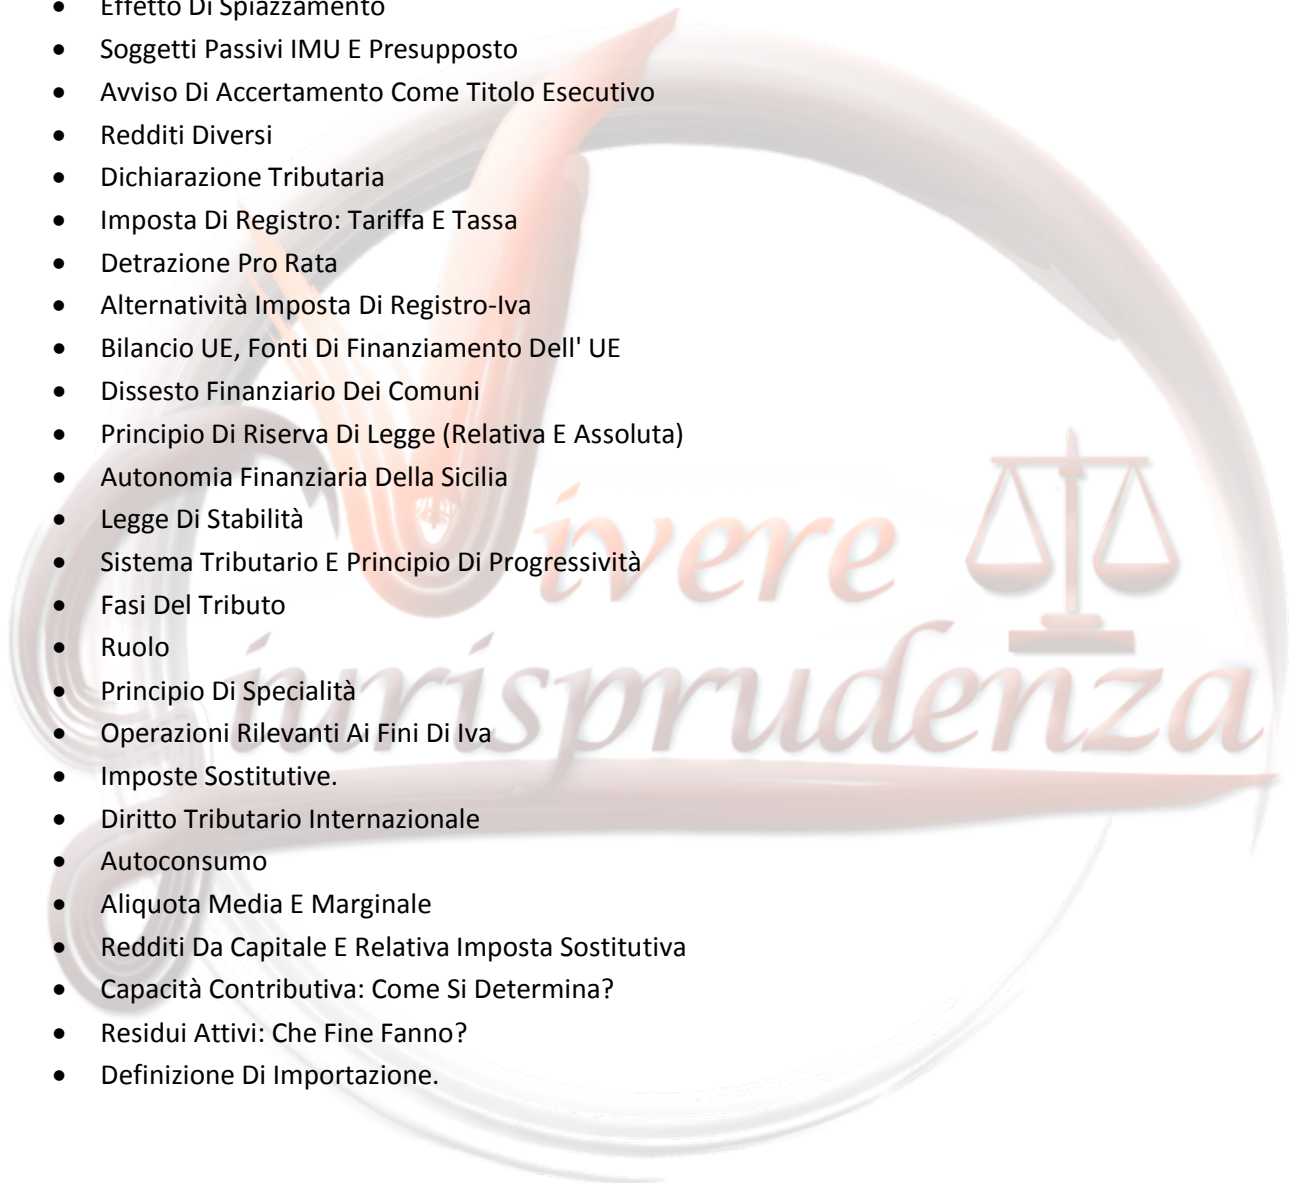 • Effetto Di Spiazzamento
• Soggetti Passivi IMU E Presupposto
• Avviso Di Accertamento Come Titolo Esecutivo
• Redditi Diversi
• Dichiarazione Tributaria
• Imposta Di Registro: Tariffa E Tassa
• Detrazione Pro Rata
• Alternatività Imposta Di Registro-Iva
• Bilancio UE, Fonti Di Finanziamento Dell' UE
• Dissesto Finanziario Dei Comuni
• Principio Di Riserva Di Legge (Relativa E Assoluta)
• Autonomia Finanziaria Della Sicilia
• Legge Di Stabilità
• Sistema Tributario E Principio Di Progressività
• Fasi Del Tributo
• Ruolo
• Principio Di Specialità
• Operazioni Rilevanti Ai Fini Di Iva
• Imposte Sostitutive.
• Diritto Tributario Internazionale
• Autoconsumo
• Aliquota Media E Marginale
• Redditi Da Capitale E Relativa Imposta Sostitutiva
• Capacità Contributiva: Come Si Determina?
• Residui Attivi: Che Fine Fanno?
• Definizione Di Importazione.
Vivere
Giurisprudenza